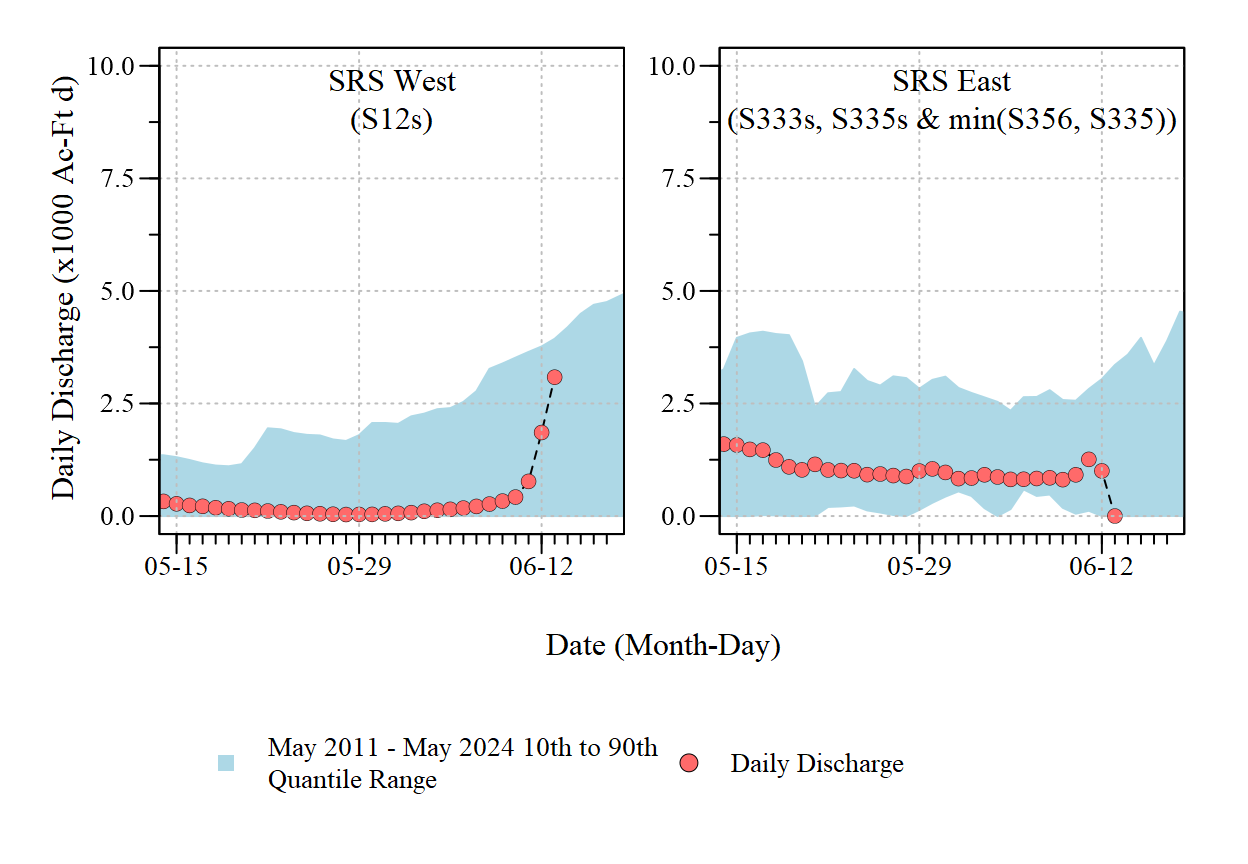 SRS West
(S12s)
SRS East
(S333s, S335s & min(S356, S335))
Daily Discharge (x1000 Ac-Ft d)
10.0
7.5
5.0
2.5
0.0
05-15
05-29
06-12
10.0
7.5
5.0
2.5
0.0
05-15
05-29
06-12
Date (Month-Day)
May 2011 - May 2024 10th to 90th
Quantile Range
Daily Discharge